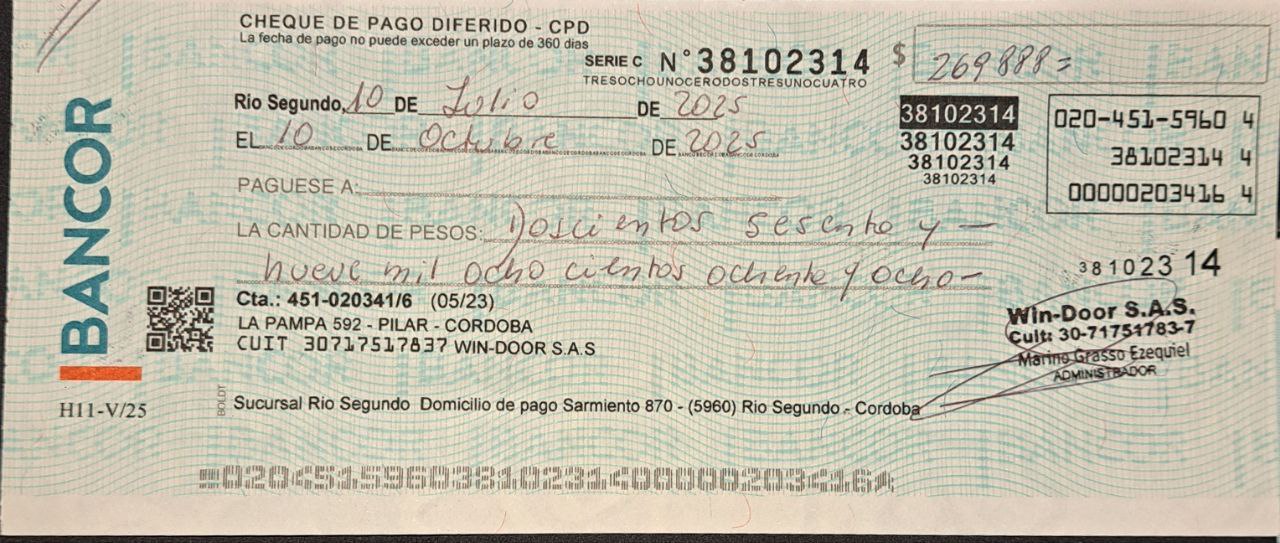 CHEQUE DE PAGO DIFERIDO - CPD
La fecha de pago no puede exceder un plazo de 360 dias
SERIE C N°38102314
TRESOCHOUNOCERODOSTRESUNOCUATRO
$ 269888=
Río Segundo, 10 DE Julio DE 2025
EL 10 DE Octubre DE 2025
38102314
38102314
38102314
38102314
020-451-5960 4
38102314 4
00000203416 4
PAGUESE A:
LA CANTIDAD DE PESOS: Doscientos sesenta y —
nueve mil ocho cientos ochenta y ocho—
38102314
BANCOR
H11-V/25
Cta.: 451-020341/6 (05/23)
LA PAMPA 592 - PILAR - CORDOBA
CUIT 30717517837 WIN-DOOR S.A.S
Win-Door S.A.S.
Cuit: 30-71751783-7
Marino Grasso Ezequiel
ADMINISTRADOR
BOLDT
Sucursal Rio Segundo Domicilio de pago Sarmiento 870 - (5960) Rio Segundo - Cordoba
02045159603810231400000203416